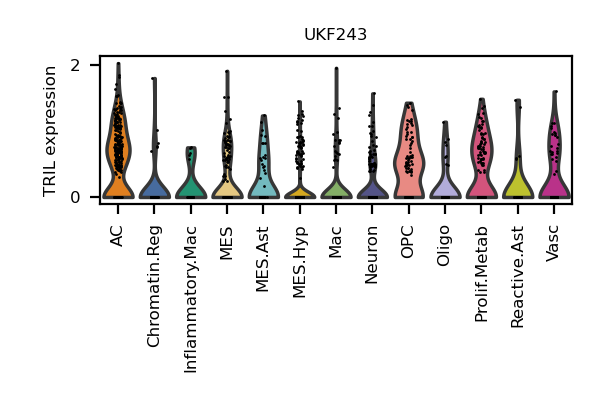 UKF243
TRIL expression
2
0
AC
Chromatin.Reg
Inflammatory.Mac
MES
MES.Ast
MES.Hyp
Mac
Neuron
OPC
Oligo
Prolif.Metab
Reactive.Ast
Vasc